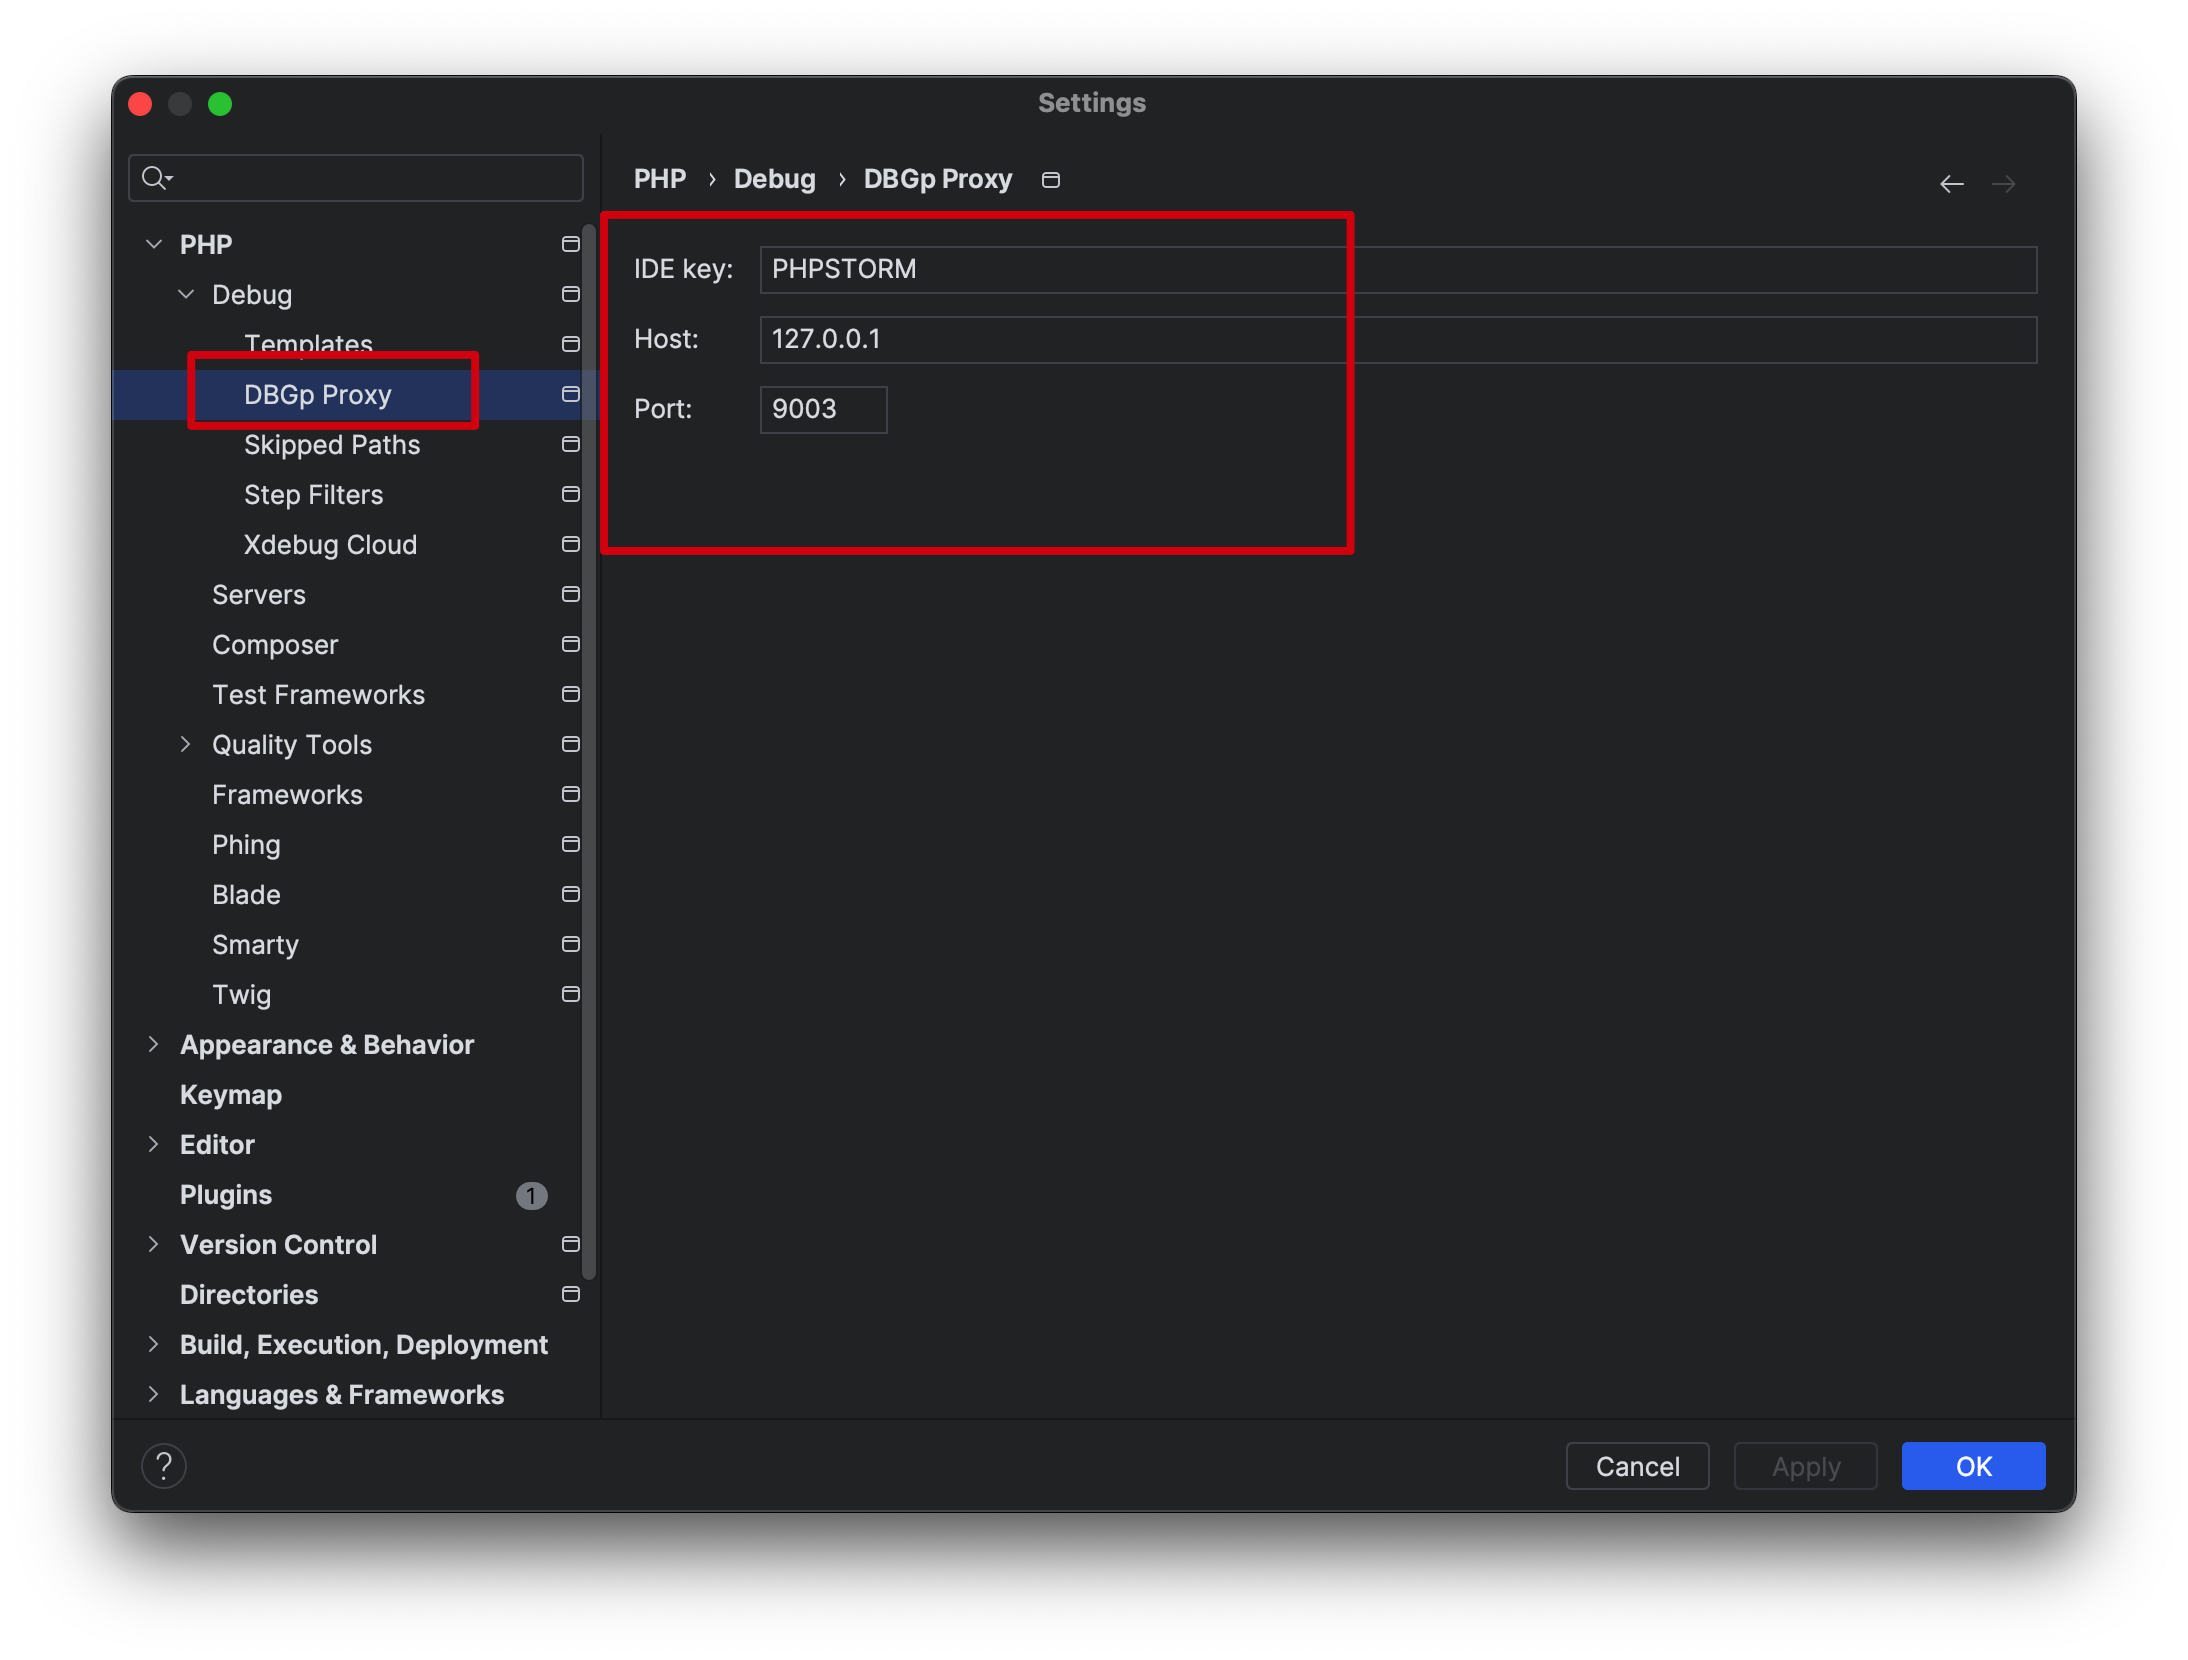 Settings
PHP › Debug › DBGp Proxy
PHP
Debug
Templates
DBGp Proxy
Skipped Paths
Step Filters
Xdebug Cloud
Servers
Composer
Test Frameworks
Quality Tools
Frameworks
Phing
Blade
Smarty
Twig
Appearance & Behavior
Keymap
Editor
Plugins 1
Version Control
Directories
Build, Execution, Deployment
Languages & Frameworks
IDE key: PHPSTORM
Host: 127.0.0.1
Port: 9003
?
Cancel
Apply
OK